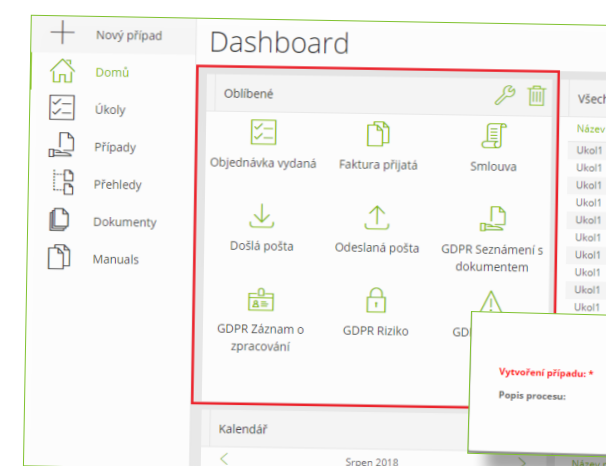 Nový případ
Domů
Úkoly
Případy
Přehledy
Dokumenty
Manuals
Dashboard
Oblíbené
Objednávka vydaná
Faktura přijatá
Smlouva
Došlá pošta
Odeslaná pošta
GDPR Seznámení s
dokumentem
GDPR Záznam o
zpracování
GDPR Riziko
Kalendář
Srpen 2018
Název
Ukol1
Ukol1
Ukol1
Ukol1
Ukol1
Ukol1
Ukol1
Ukol1
Ukol1
Ukol1
Vytvoření případu: *
Popis procesu: